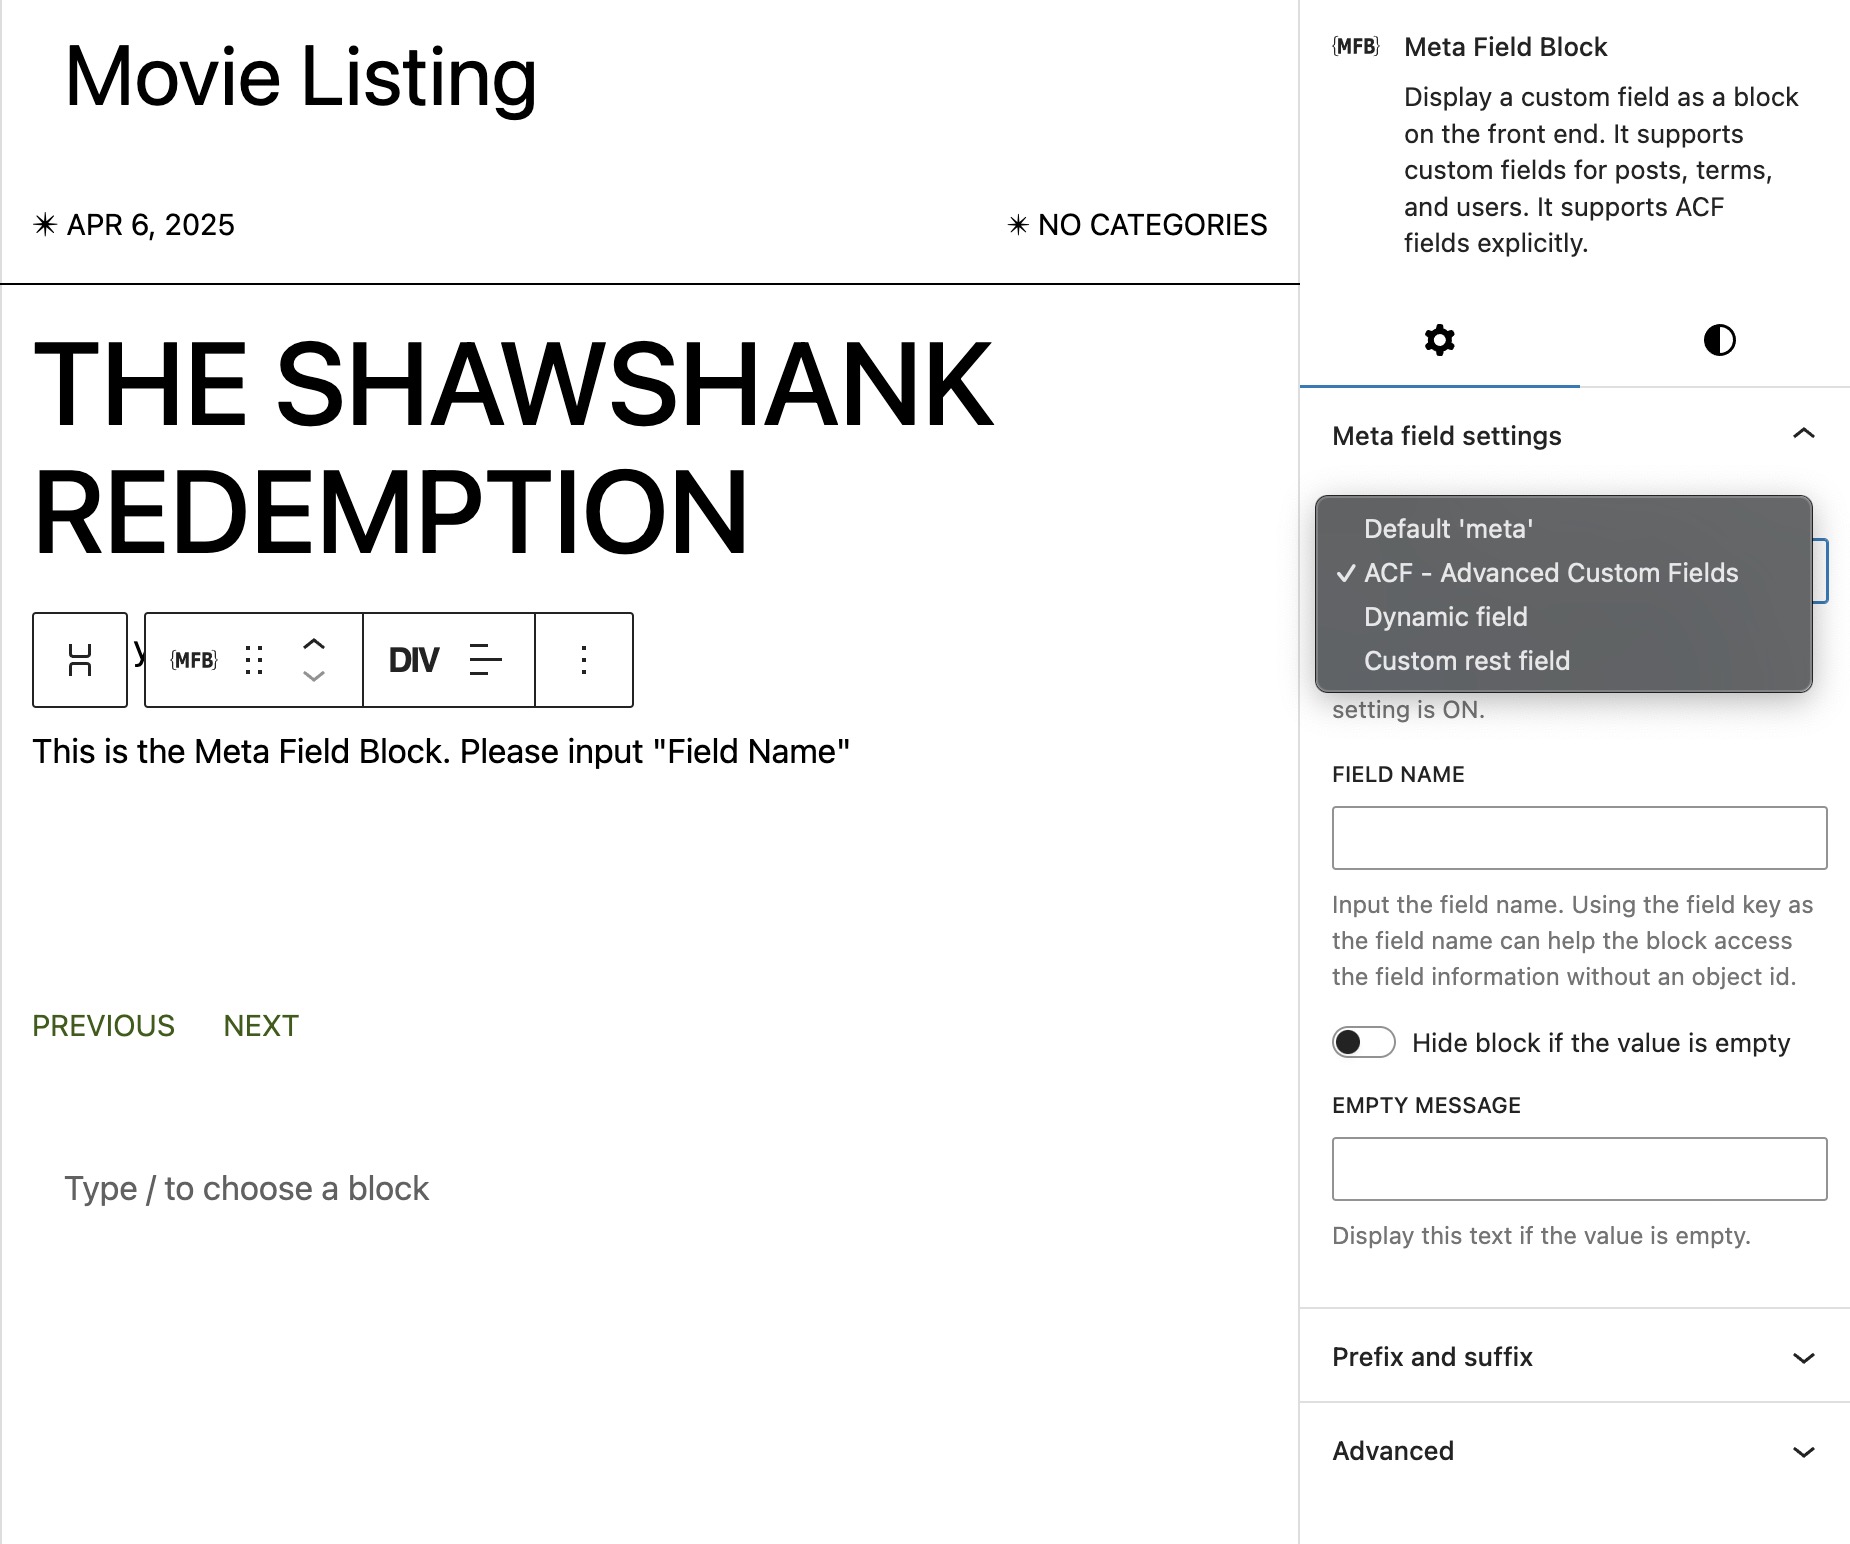 Movie Listing
✴ APR 6, 2025
✴ NO CATEGORIES
THE SHAWSHANK
REDEMPTION
y
{MFB}
DIV
This is the Meta Field Block. Please input "Field Name"
PREVIOUS
NEXT
Type / to choose a block
{MFB}
Meta Field Block
Display a custom field as a block
on the front end. It supports
custom fields for posts, terms,
and users. It supports ACF
fields explicitly.
Meta field settings
Default 'meta'
✓ ACF - Advanced Custom Fields
Dynamic field
Custom rest field
setting is ON.
FIELD NAME
Input the field name. Using the field key as
the field name can help the block access
the field information without an object id.
Hide block if the value is empty
EMPTY MESSAGE
Display this text if the value is empty.
Prefix and suffix
Advanced